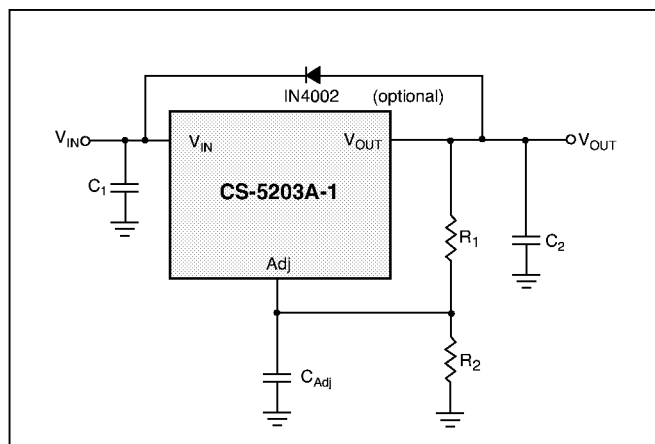 IN4002 (optional)
V_IN
V_IN
V_OUT
V_OUT
C_1
CS-5203A-1
R_1
C_2
Adj
C_Adj
R_2